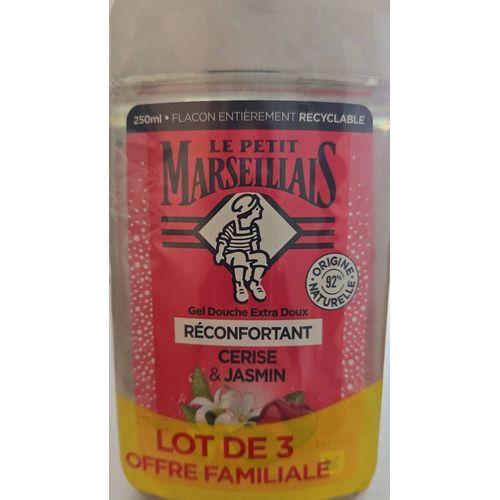 250ml • FLACON ENTIÈREMENT RECYCLABLE
LE PETIT
MARSEILLAIS
ORIGINE
92%
NATURELLE
Gel Douche Extra Doux
RÉCONFORTANT
CERISE
& JASMIN
LOT DE 3
OFFRE FAMILIALE